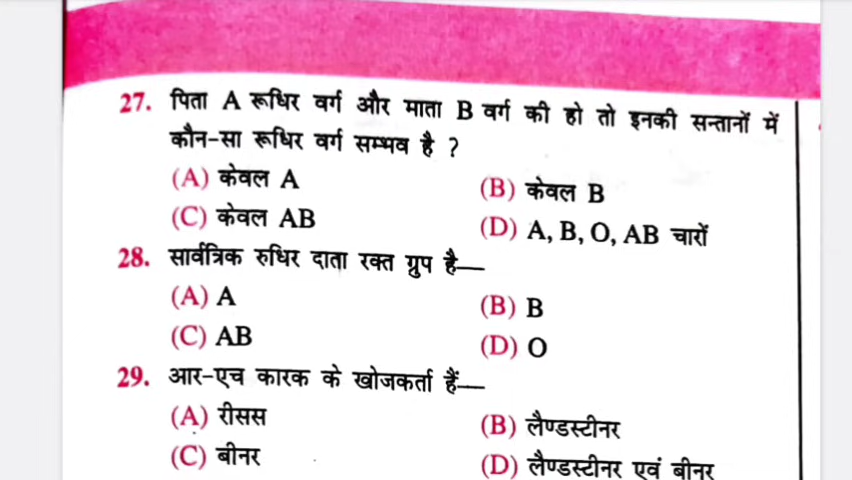 27. पिता A रूधिर वर्ग और माता B वर्ग की हो तो इनकी सन्तानों में
कौन-सा रूधिर वर्ग सम्भव है ?
(A) केवल A (B) केवल B
(C) केवल AB (D) A, B, O, AB चारों
28. सार्वत्रिक रुधिर दाता रक्त ग्रुप है—
(A) A (B) B
(C) AB (D) O
29. आर-एच कारक के खोजकर्ता हैं—
(A) रीसस (B) लैण्डस्टीनर
(C) बीनर (D) लैण्डस्टीनर एवं बीनर